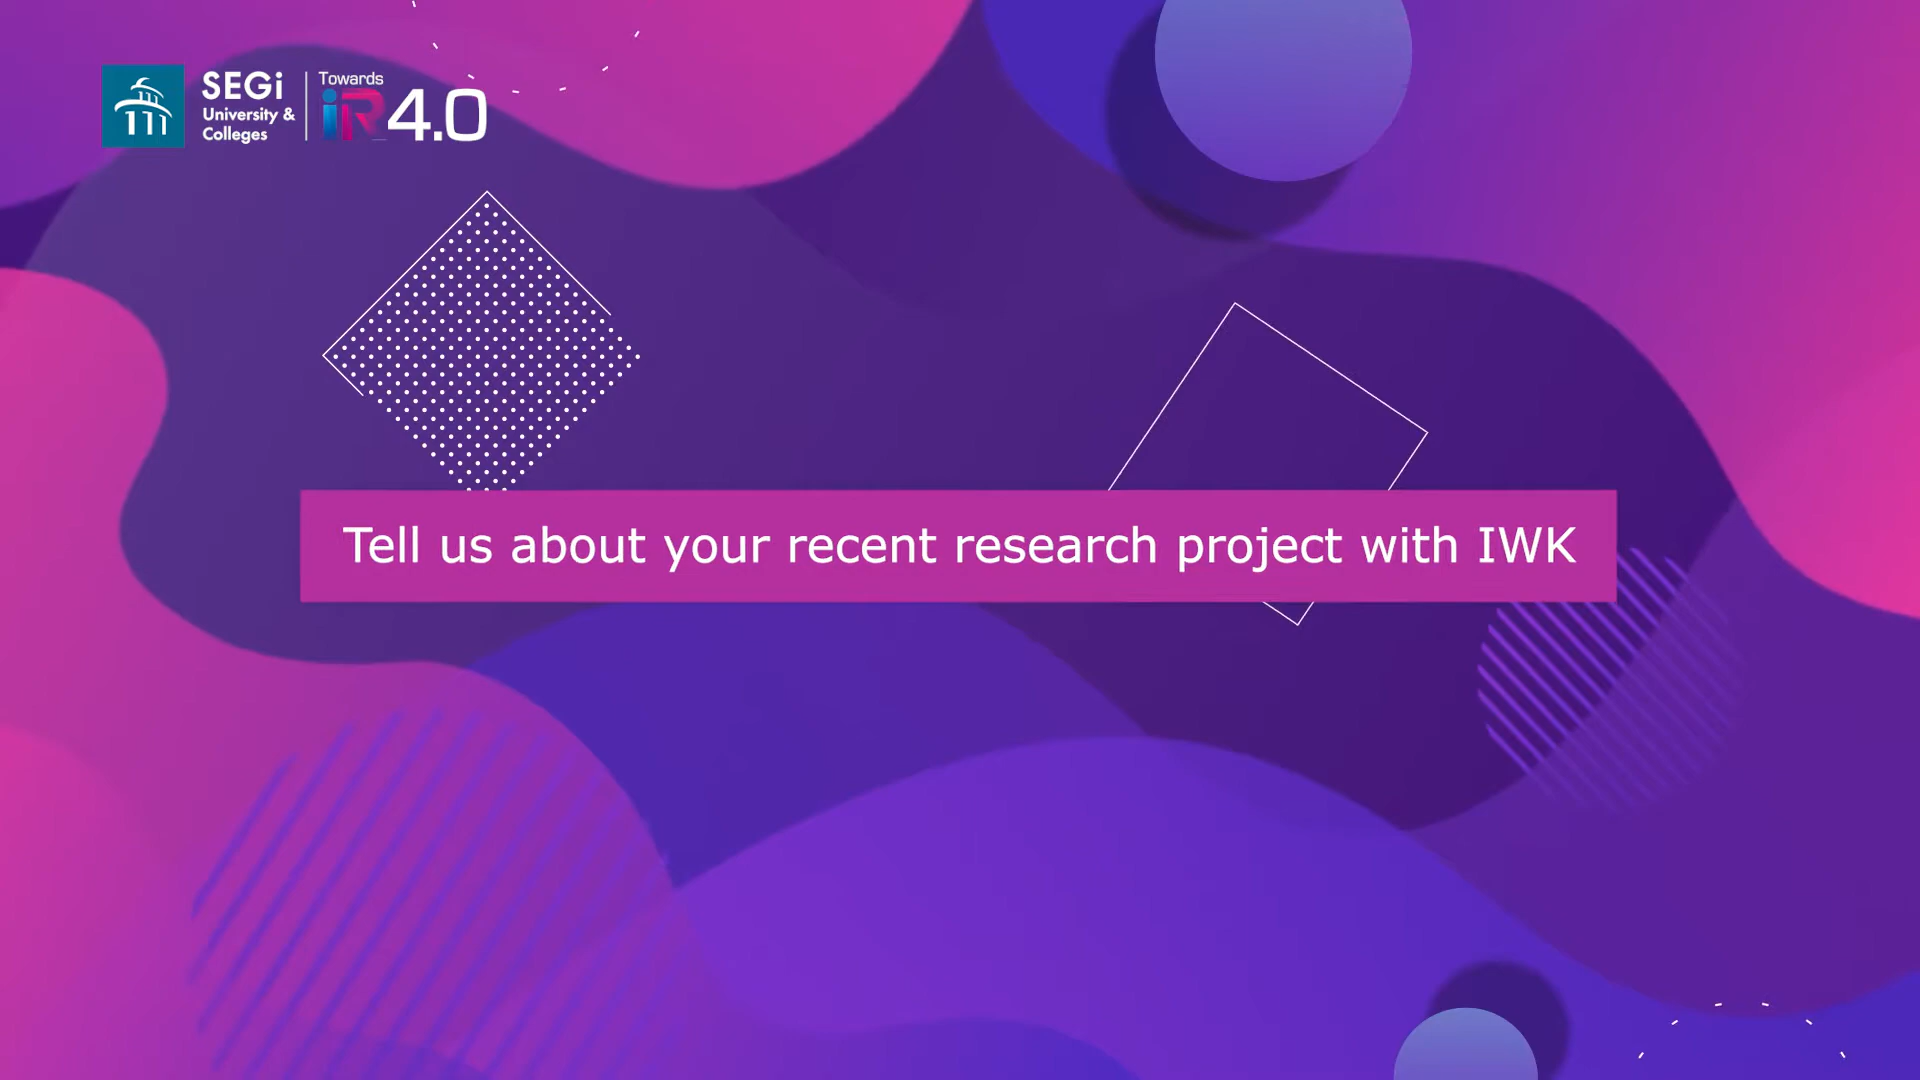 SEGi
University &
Colleges
Towards
iR4.0
Tell us about your recent research project with IWK